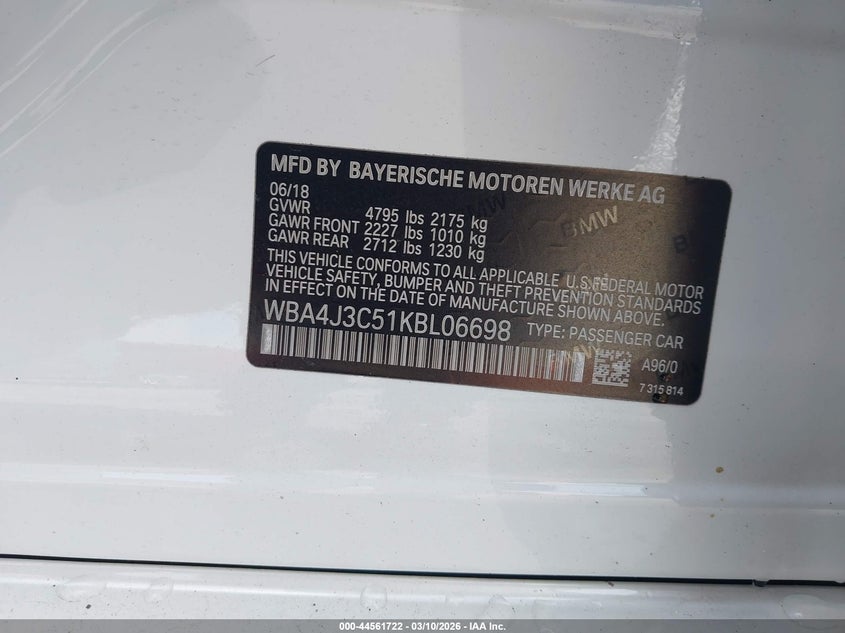 MFD BY BAYERISCHE MOTOREN WERKE AG
06/18
GVWR 4795 lbs 2175 kg
GAWR FRONT 2227 lbs 1010 kg
GAWR REAR 2712 lbs 1230 kg
THIS VEHICLE CONFORMS TO ALL APPLICABLE U.S.FEDERAL MOTOR
VEHICLE SAFETY, BUMPER AND THEFT PREVENTION STANDARDS
IN EFFECT ON THE DATE OF MANUFACTURE SHOWN ABOVE.
WBA4J3C51KBL06698 TYPE: PASSENGER CAR
A96/0
7 315 814
BMW
000-44561722 — 03/10/2026 — IAA Inc.